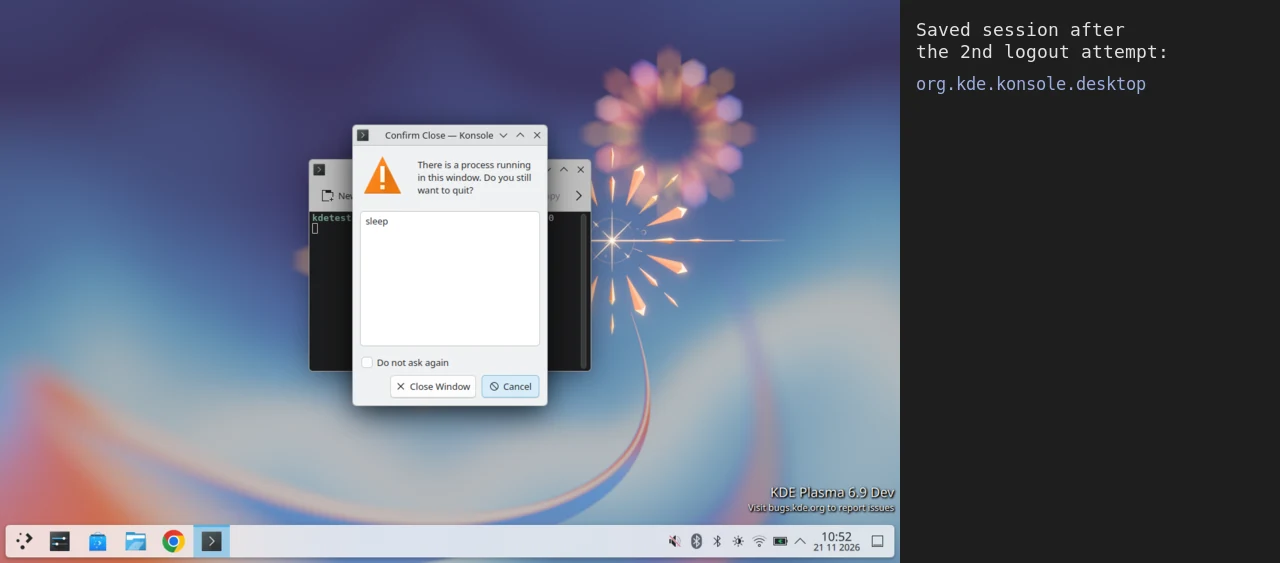 Saved session after
the 2nd logout attempt:
org.kde.konsole.desktop
Confirm Close — Konsole
There is a process running
in this window. Do you still
want to quit?
sleep
Do not ask again
Close Window
Cancel
kdetest
KDE Plasma 6.9 Dev
Visit bugs.kde.org to report issues
10:52
21 11 2026